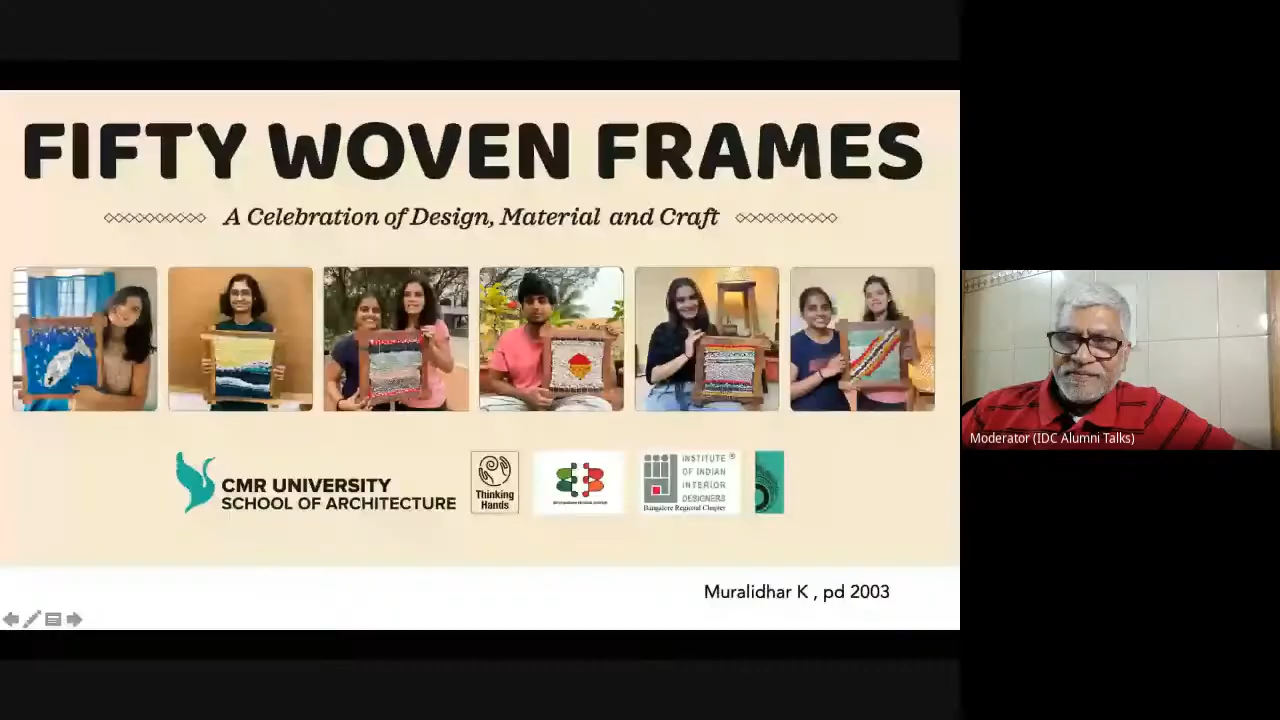 FIFTY WOVEN FRAMES
A Celebration of Design, Material and Craft
CMR UNIVERSITY
SCHOOL OF ARCHITECTURE
Thinking
Hands
INSTITUTE ®
OF INDIAN
INTERIOR
DESIGNERS
Bangalore Regional Chapter
Muralidhar K , pd 2003
Moderator (IDC Alumni Talks)